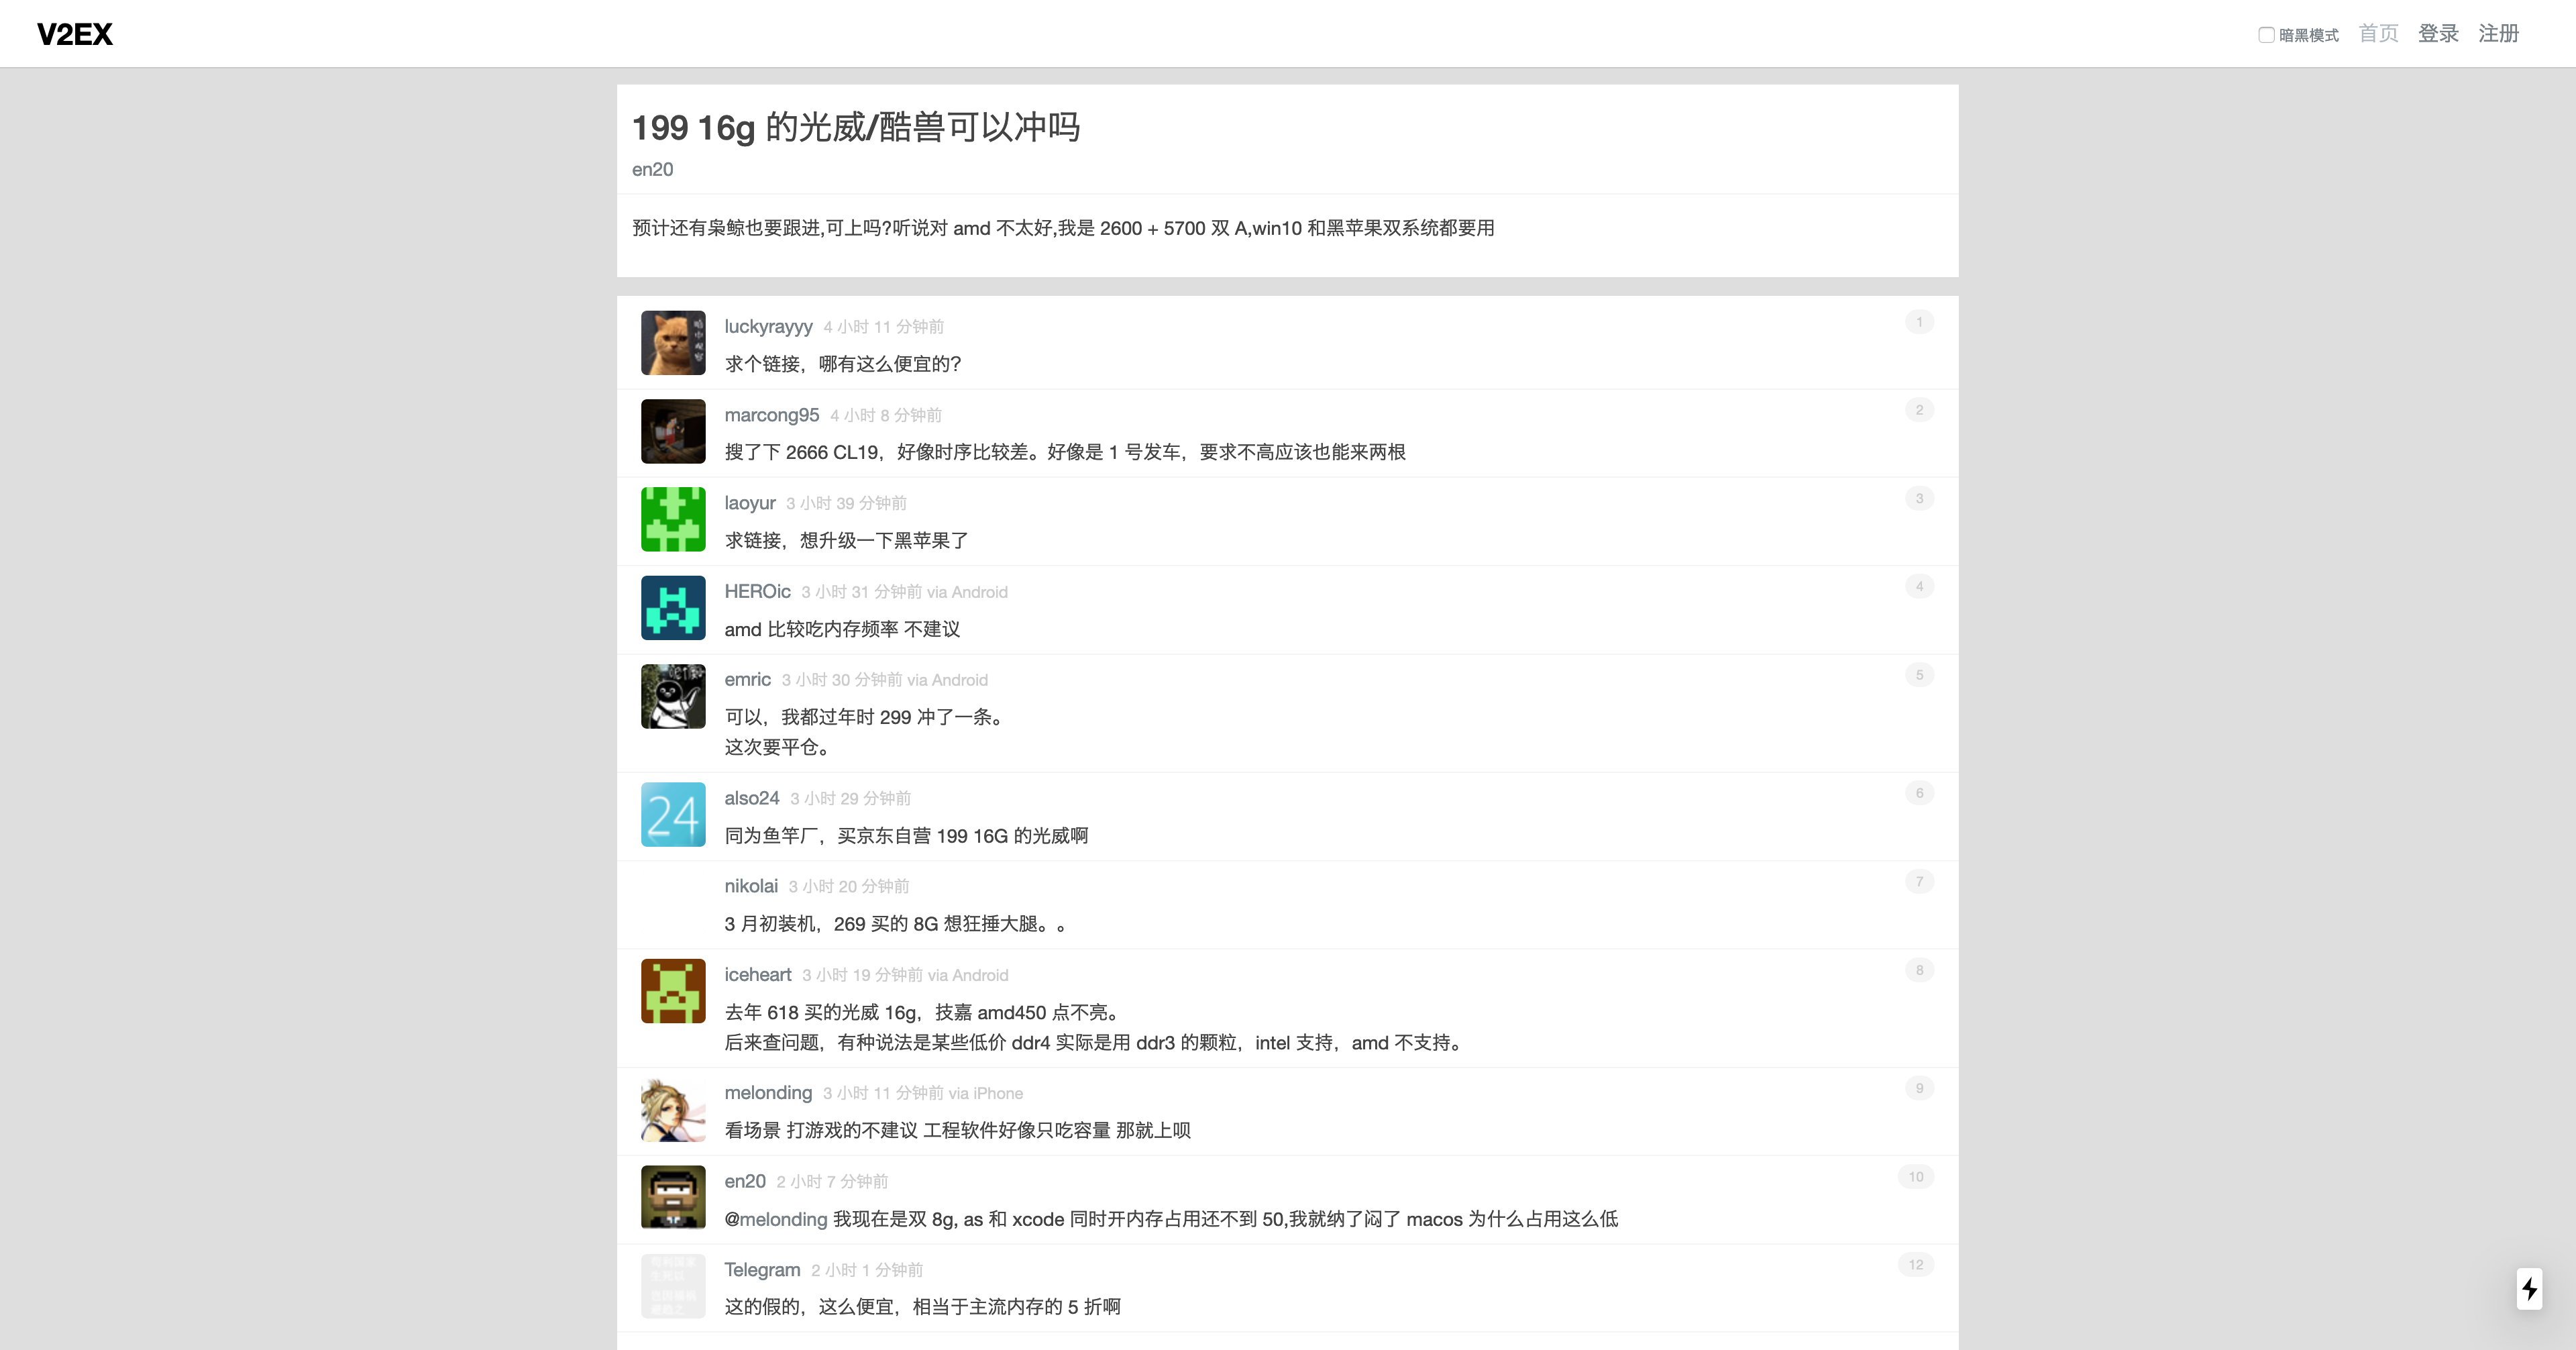 V2EX
暗黑模式 首页 登录 注册
199 16g 的光威/酷兽可以冲吗
en20
预计还有枭鲸也要跟进,可上吗?听说对 amd 不太好,我是 2600 + 5700 双 A,win10 和黑苹果双系统都要用
luckyrayyy 4 小时 11 分钟前 1
求个链接，哪有这么便宜的?
marcong95 4 小时 8 分钟前 2
搜了下 2666 CL19，好像时序比较差。好像是 1 号发车，要求不高应该也能来两根
laoyur 3 小时 39 分钟前 3
求链接，想升级一下黑苹果了
HEROic 3 小时 31 分钟前 via Android 4
amd 比较吃内存频率 不建议
emric 3 小时 30 分钟前 via Android 5
可以，我都过年时 299 冲了一条。
这次要平仓。
also24 3 小时 29 分钟前 6
24
同为鱼竿厂，买京东自营 199 16G 的光威啊
nikolai 3 小时 20 分钟前 7
3 月初装机，269 买的 8G 想狂捶大腿。。
iceheart 3 小时 19 分钟前 via Android 8
去年 618 买的光威 16g，技嘉 amd450 点不亮。
后来查问题，有种说法是某些低价 ddr4 实际是用 ddr3 的颗粒，intel 支持，amd 不支持。
melonding 3 小时 11 分钟前 via iPhone 9
看场景 打游戏的不建议 工程软件好像只吃容量 那就上呗
en20 2 小时 7 分钟前 10
@melonding 我现在是双 8g, as 和 xcode 同时开内存占用还不到 50,我就纳了闷了 macos 为什么占用这么低
Telegram 2 小时 1 分钟前 12
这的假的，这么便宜，相当于主流内存的 5 折啊